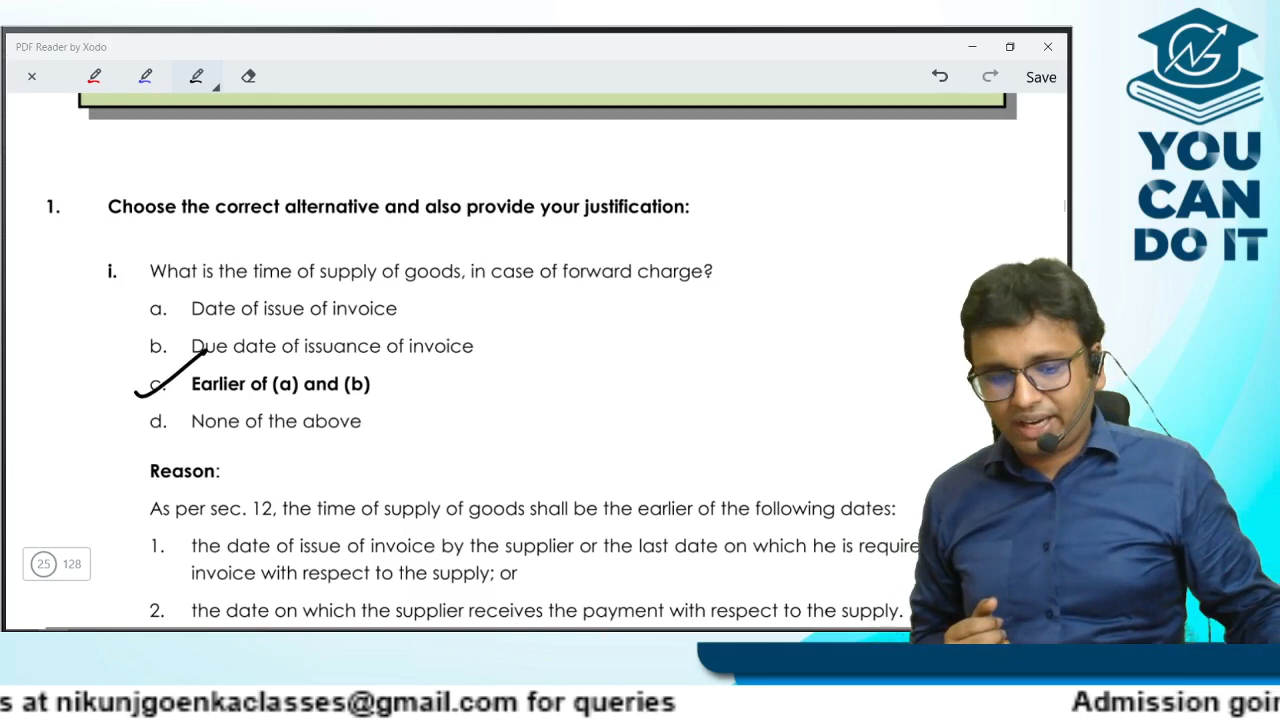 PDF Reader by Xodo
Save
YOU
CAN
DO IT
1. Choose the correct alternative and also provide your justification:
i. What is the time of supply of goods, in case of forward charge?
a. Date of issue of invoice
b. Due date of issuance of invoice
c. Earlier of (a) and (b)
d. None of the above
Reason:
As per sec. 12, the time of supply of goods shall be the earlier of the following dates:
1. the date of issue of invoice by the supplier or the last date on which he is require
invoice with respect to the supply; or
2. the date on which the supplier receives the payment with respect to the supply.
25 128
s at nikunjgoenkaclasses@gmail.com for queries
Admission goin